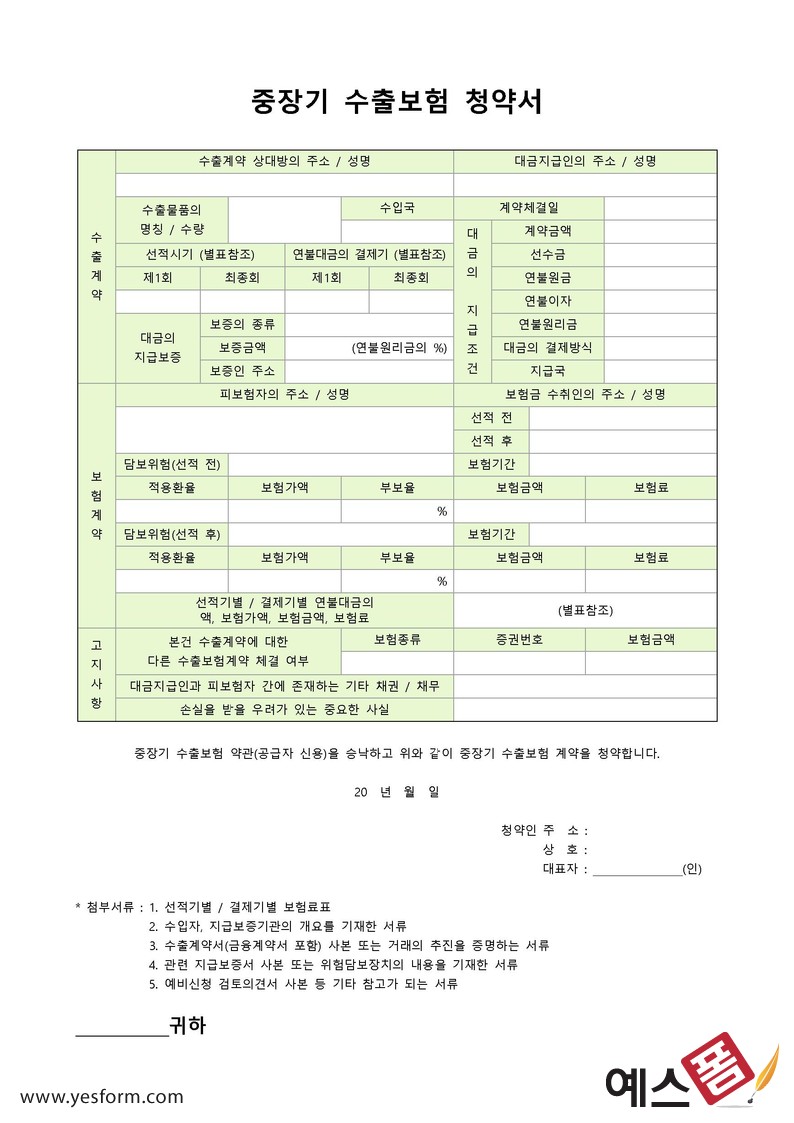 중장기 수출보험 청약서
수출계약
수출계약 상대방의 주소 / 성명
대금지급인의 주소 / 성명
수출물품의
명칭 / 수량
수입국
계약체결일
대금의 지급조건
계약금액
선적시기 (별표참조)
연불대금의 결제기 (별표참조)
선수금
제1회
최종회
제1회
최종회
연불원금
연불이자
대금의
지급보증
보증의 종류
연불원리금
보증금액
(연불원리금의 %)
대금의 결제방식
보증인 주소
지급국
보험계약
피보험자의 주소 / 성명
보험금 수취인의 주소 / 성명
선적 전
선적 후
담보위험(선적 전)
보험기간
적용환율
보험가액
부보율
보험금액
보험료
%
담보위험(선적 후)
보험기간
적용환율
보험가액
부보율
보험금액
보험료
%
선적기별 / 결제기별 연불대금의
액, 보험가액, 보험금액, 보험료
(별표참조)
고지사항
본건 수출계약에 대한
다른 수출보험계약 체결 여부
보험종류
증권번호
보험금액
대금지급인과 피보험자 간에 존재하는 기타 채권 / 채무
손실을 받을 우려가 있는 중요한 사실
중장기 수출보험 약관(공급자 신용)을 승낙하고 위와 같이 중장기 수출보험 계약을 청약합니다.
20 년 월 일
청약인 주 소 :
상 호 :
대표자 : ______________(인)
* 첨부서류 : 1. 선적기별 / 결제기별 보험료표
2. 수입자, 지급보증기관의 개요를 기재한 서류
3. 수출계약서(금융계약서 포함) 사본 또는 거래의 추진을 증명하는 서류
4. 관련 지급보증서 사본 또는 위험담보장치의 내용을 기재한 서류
5. 예비신청 검토의견서 사본 등 기타 참고가 되는 서류
__________귀하
www.yesform.com
예스폼